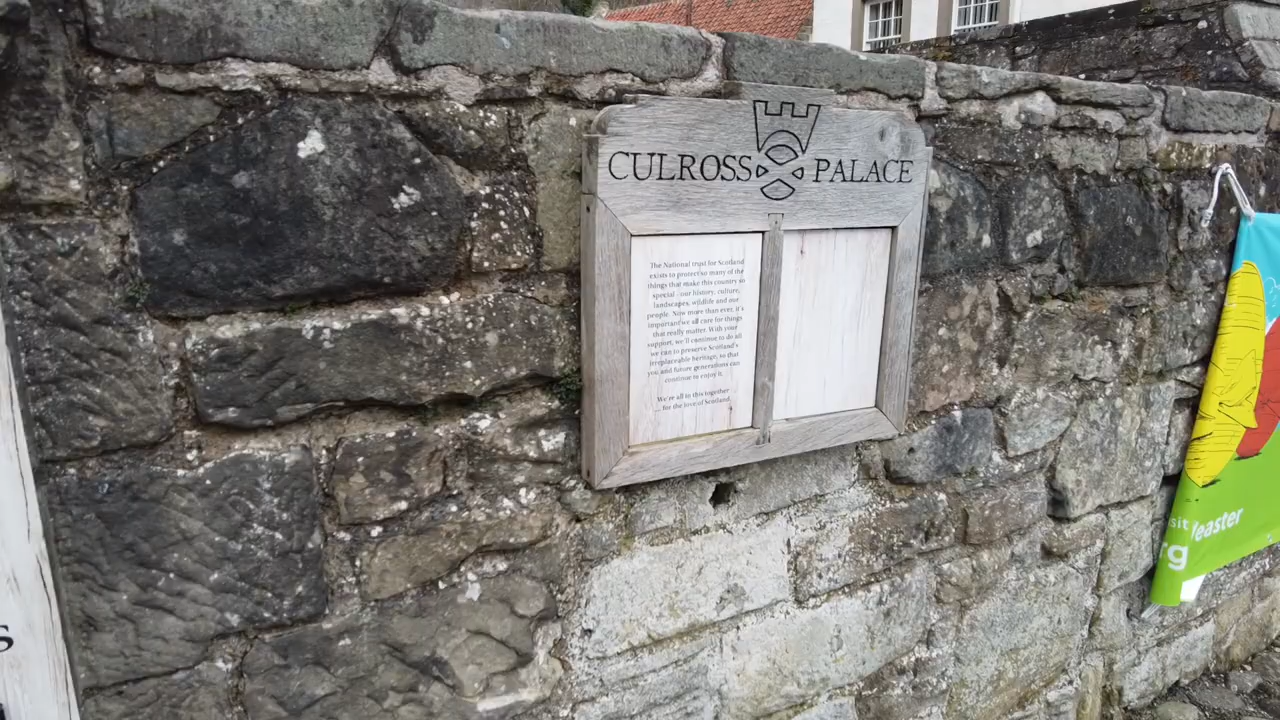 CULROSS PALACE
The National trust for Scotland
exists to protect so many of the
things that make this country so
special - our history, culture,
landscapes, wildlife and our
people. Now more than ever, it's
important we all care for things
that really matter. With your
support, we'll continue to do all
we can to preserve Scotland's
irreplaceable heritage, so that
you and future generations can
continue to enjoy it.
We're all in this together
... for the love of Scotland.
sit
easter
rg
s